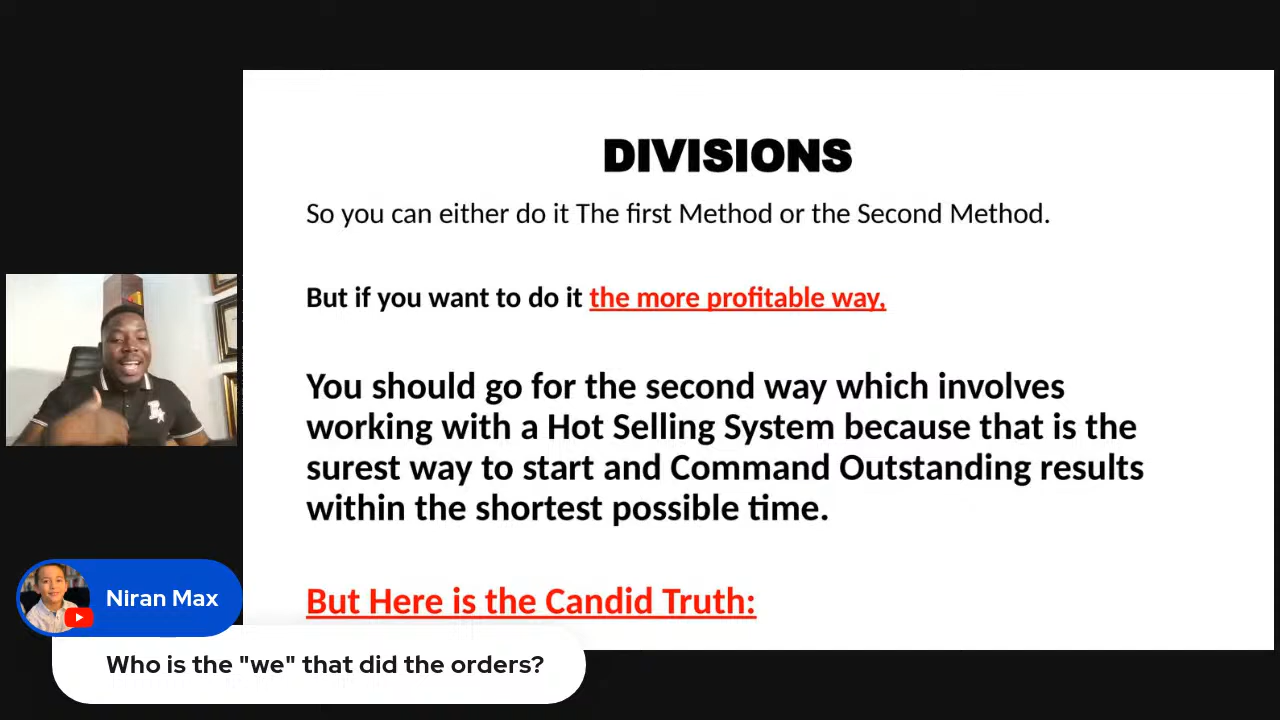 DIVISIONS
So you can either do it The first Method or the Second Method.
But if you want to do it the more profitable way,
You should go for the second way which involves
working with a Hot Selling System because that is the
surest way to start and Command Outstanding results
within the shortest possible time.
But Here is the Candid Truth:
Niran Max
Who is the "we" that did the orders?